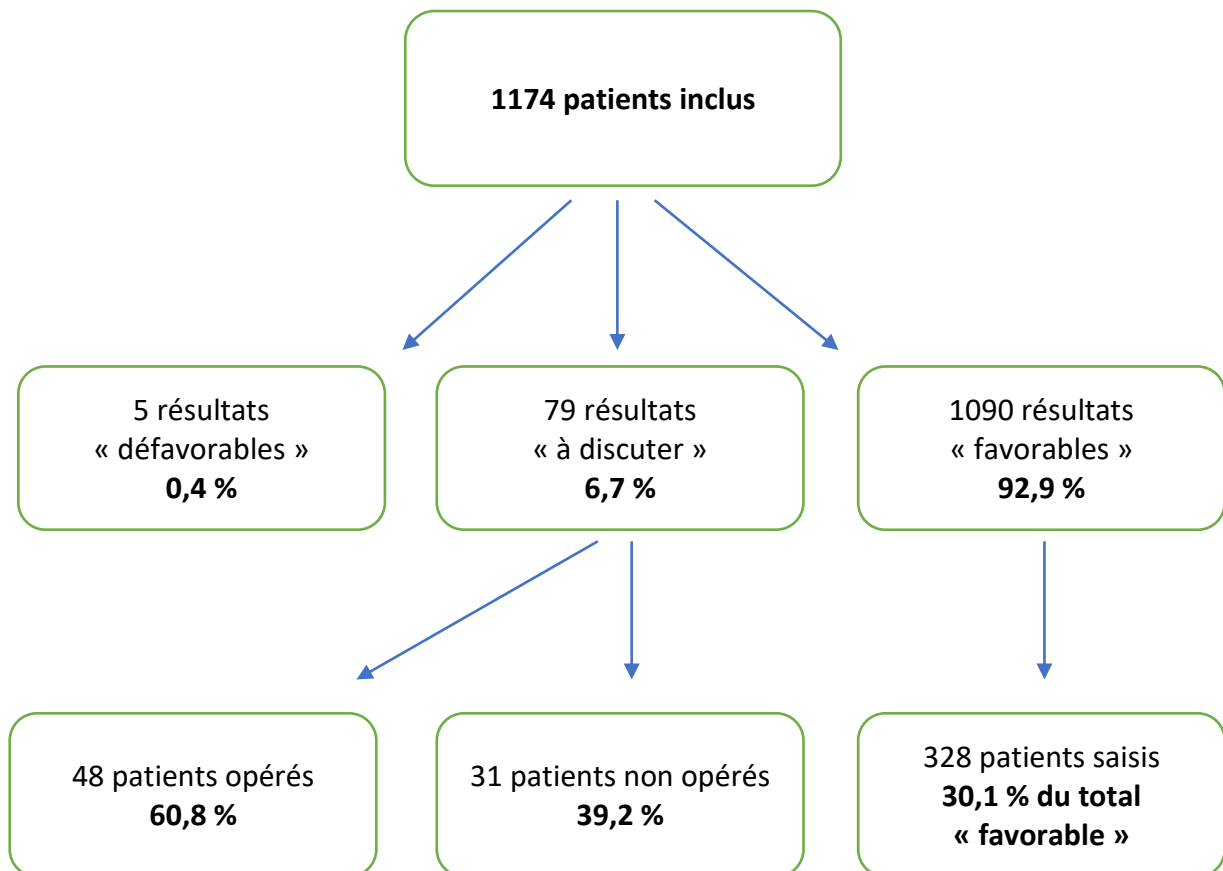 1174 patients inclus
5 résultats
« défavorables »
0,4 %
79 résultats
« à discuter »
6,7 %
1090 résultats
« favorables »
92,9 %
48 patients opérés
60,8 %
31 patients non opérés
39,2 %
328 patients saisis
30,1 % du total
« favorable »